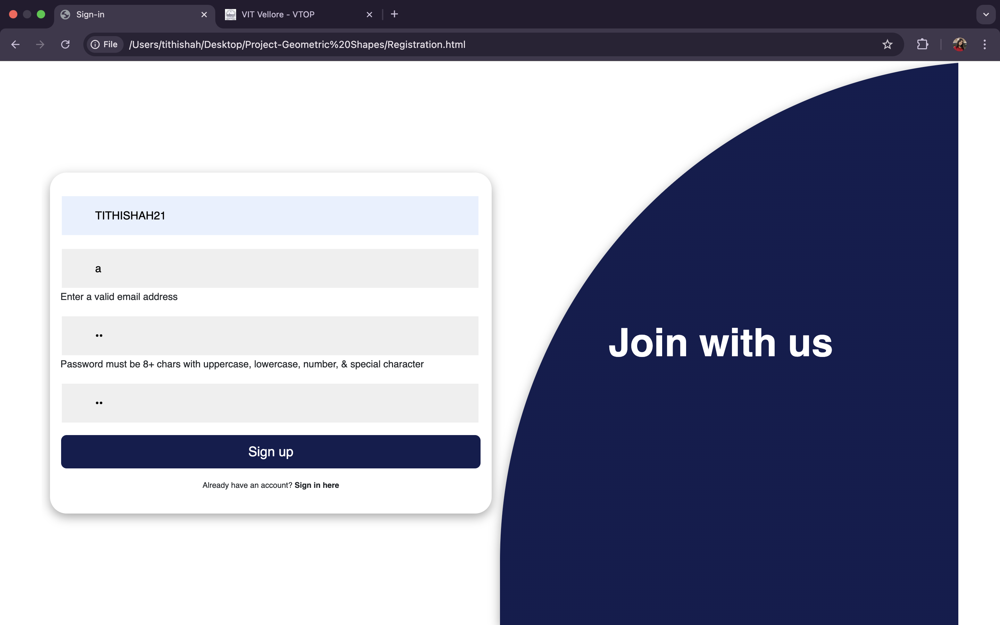 Sign-in
VIT Vellore - VTOP
File
/Users/tithishah/Desktop/Project-Geometric%20Shapes/Registration.html
TITHISHAH21
a
Enter a valid email address
••
Password must be 8+ chars with uppercase, lowercase, number, & special character
••
Sign up
Already have an account? Sign in here
Join with us